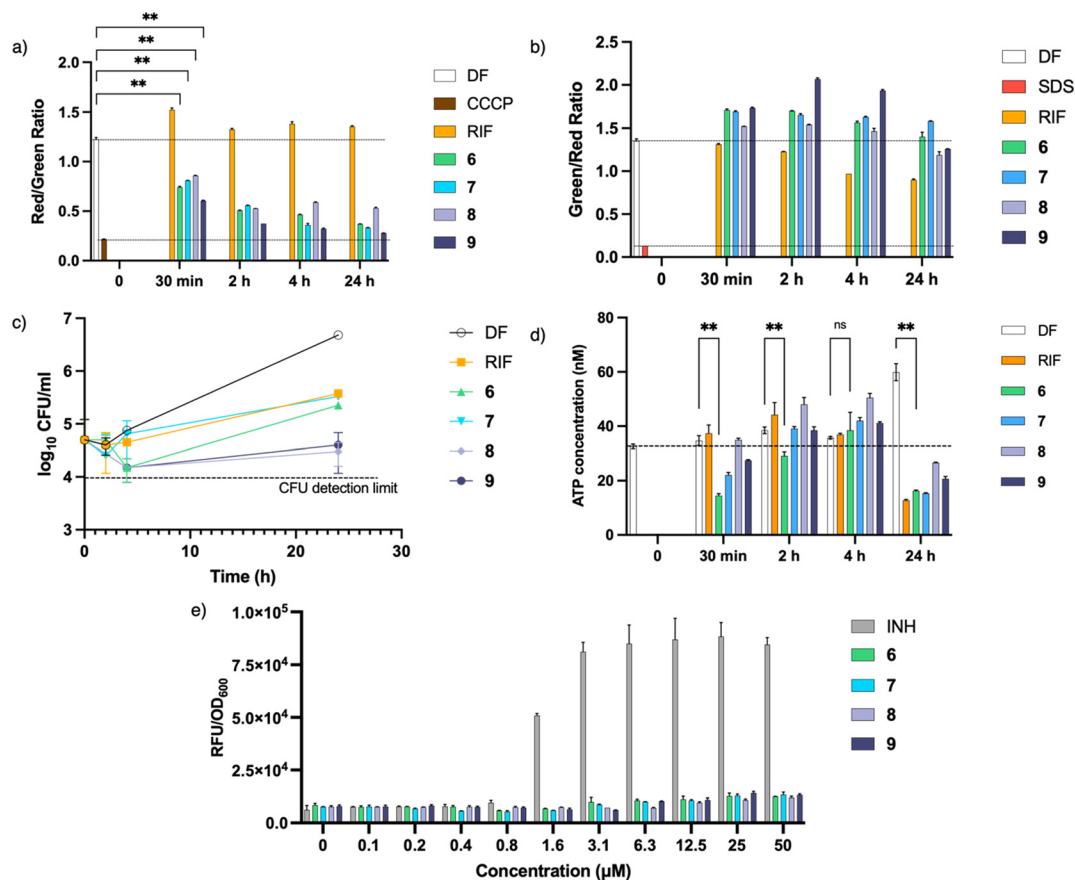 a)
** 
**
**
**
Red/Green Ratio
2.0
1.5
1.0
0.5
0.0
0 30 min 2 h 4 h 24 h
DF
CCCP
RIF
6
7
8
9
b)
Green/Red Ratio
2.5
2.0
1.5
1.0
0.5
0.0
0 30 min 2 h 4 h 24 h
DF
SDS
RIF
6
7
8
9
c)
log10 CFU/ml
7
6
5
4
3
CFU detection limit
0 10 20 30
Time (h)
DF
RIF
6
7
8
9
d)
ATP concentration (nM)
80
60
40
20
0
** ** ns **
0 30 min 2 h 4 h 24 h
DF
RIF
6
7
8
9
e)
RFU/OD600
1.0×10^5
7.5×10^4
5.0×10^4
2.5×10^4
0.0
0 0.1 0.2 0.4 0.8 1.6 3.1 6.3 12.5 25 50
Concentration (µM)
INH
6
7
8
9